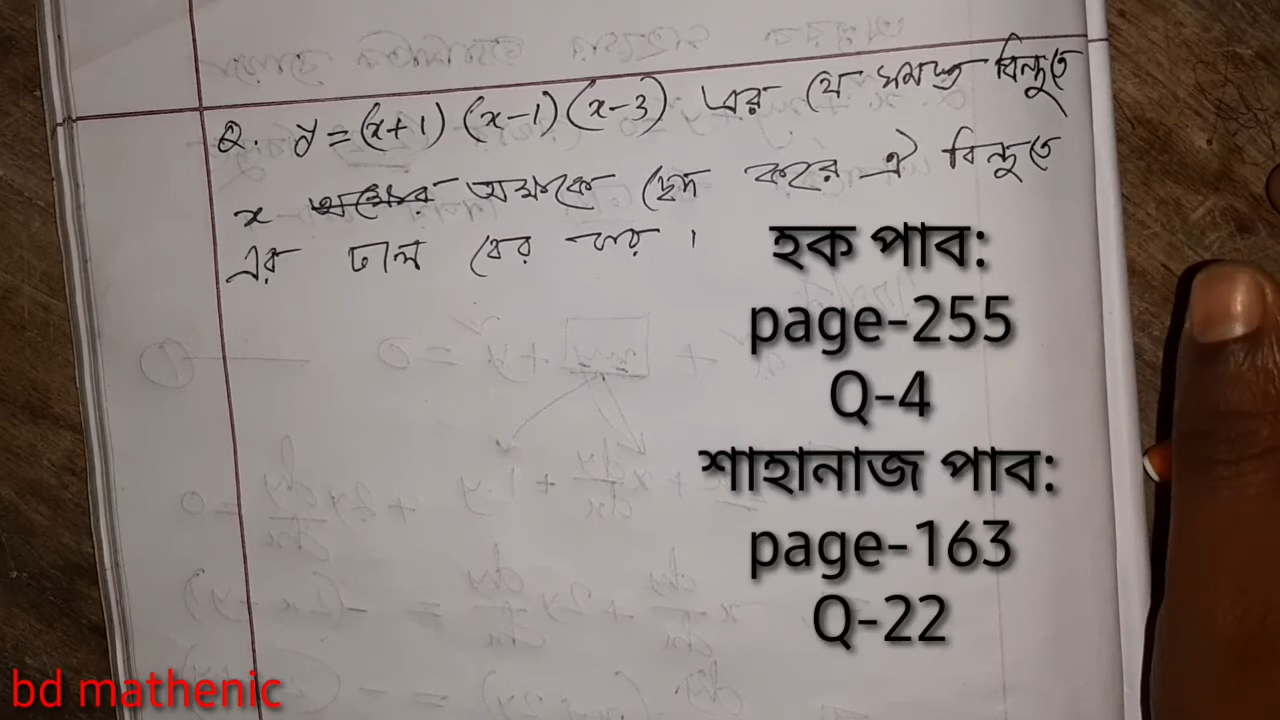 2. y = (x+1) (x-1) (x-3) এর যে সমস্ত বিন্দুতে
x অক্ষকে ছেদ করে ঐ বিন্দুতে
এর ঢাল বের কর ।
হক পাব:
page-255
Q-4
শাহানাজ পাব:
page-163
Q-22
bd mathenic